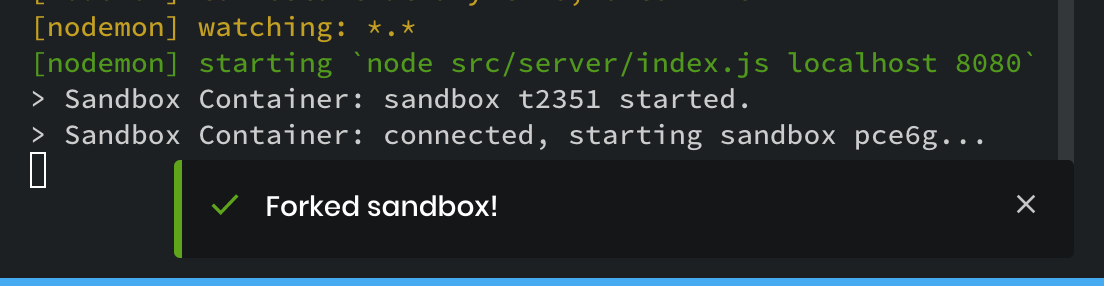 [nodemon] watching: *.*
[nodemon] starting `node src/server/index.js localhost 8080`
> Sandbox Container: sandbox t2351 started.
> Sandbox Container: connected, starting sandbox pce6g...
Forked sandbox!